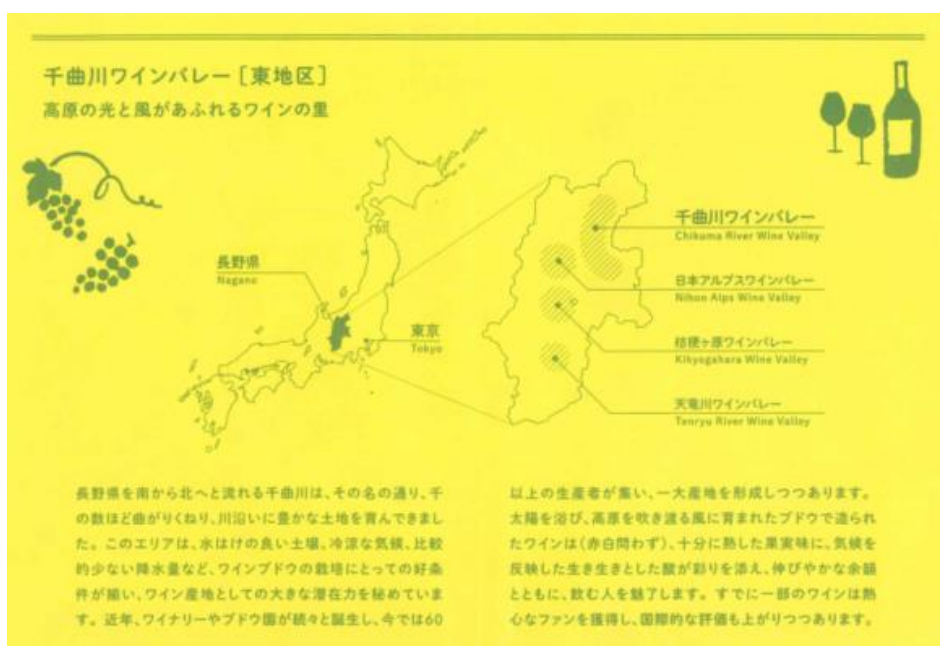 千曲川ワインバレー［東地区］
高原の光と風があふれるワインの里
長野県
Nagano
東京
Tokyo
千曲川ワインバレー
Chikuma River Wine Valley
日本アルプスワインバレー
Nihon Alps Wine Valley
桔梗ヶ原ワインバレー
Kikyogahara Wine Valley
天竜川ワインバレー
Tenryu River Wine Valley
長野県を南から北へと流れる千曲川は、その名の通り、千
の数ほど曲がりくねり、川沿いに豊かな土地を育んできまし
た。このエリアは、水はけの良い土壌、冷涼な気候、比較
的少ない降水量など、ワインブドウの栽培にとっての好条
件が揃い、ワイン産地としての大きな潜在力を秘めていま
す。近年、ワイナリーやブドウ園が続々と誕生し、今では60
以上の生産者が集い、一大産地を形成しつつあります。
太陽を浴び、高原を吹き渡る風に育まれたブドウで造られ
たワインは（赤白問わず）、十分に熟した果実味に、気候を
反映した生き生きとした酸が彩りを添え、伸びやかな余韻
とともに、飲む人を魅了します。すでに一部のワインは熱
心なファンを獲得し、国際的な評価も上がりつつあります。